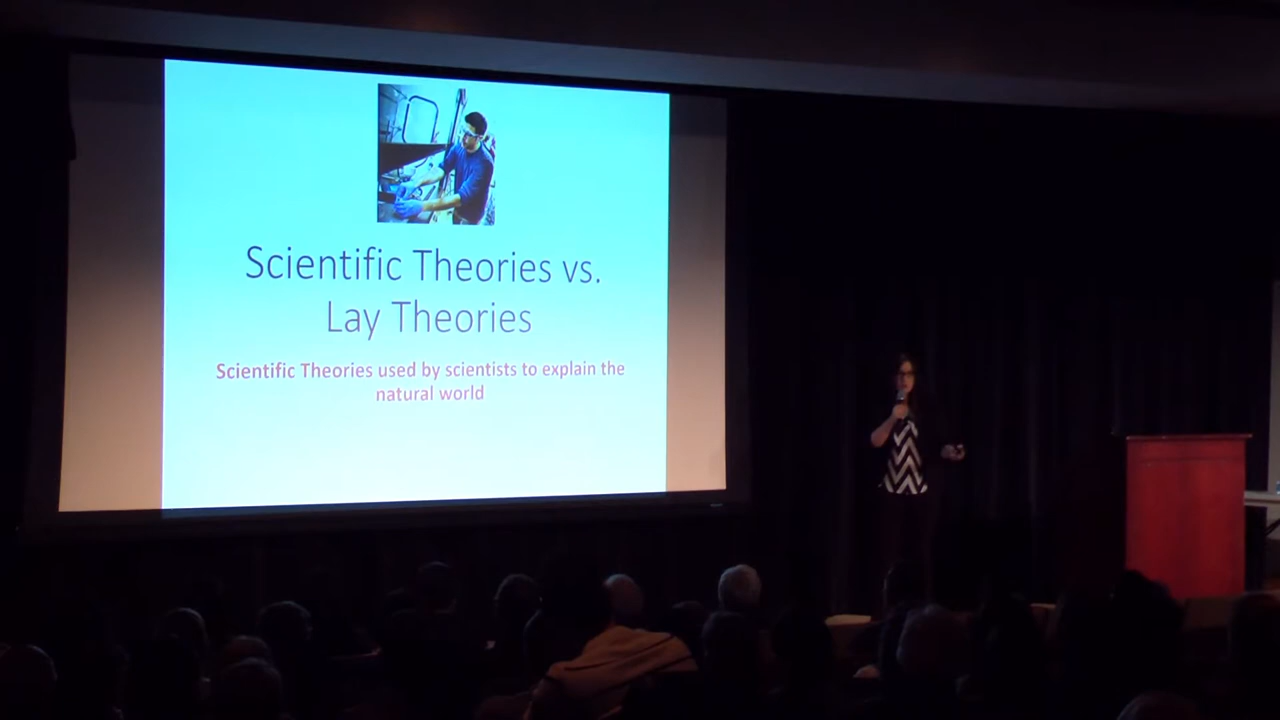 Scientific Theories vs.
Lay Theories
Scientific Theories used by scientists to explain the
natural world